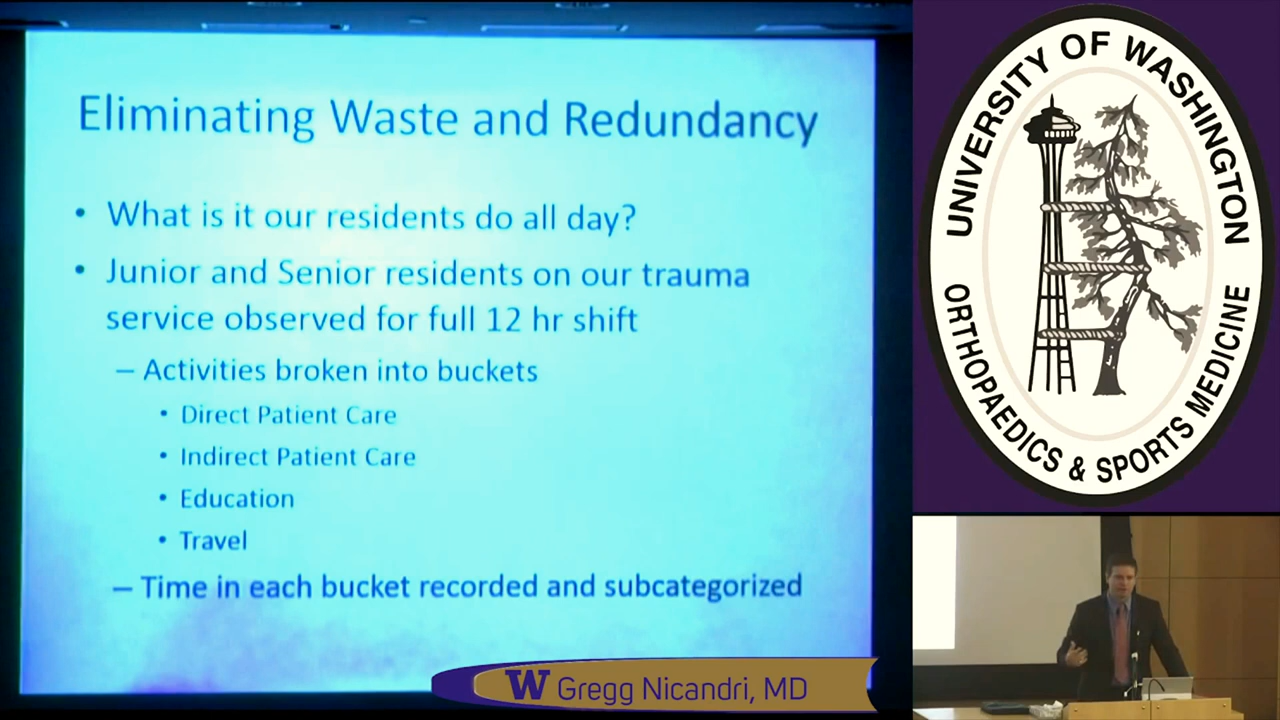 Eliminating Waste and Redundancy
• What is it our residents do all day?
• Junior and Senior residents on our trauma
service observed for full 12 hr shift
– Activities broken into buckets
• Direct Patient Care
• Indirect Patient Care
• Education
• Travel
– Time in each bucket recorded and subcategorized
W Gregg Nicandri, MD
UNIVERSITY OF WASHINGTON
ORTHOPAEDICS & SPORTS MEDICINE